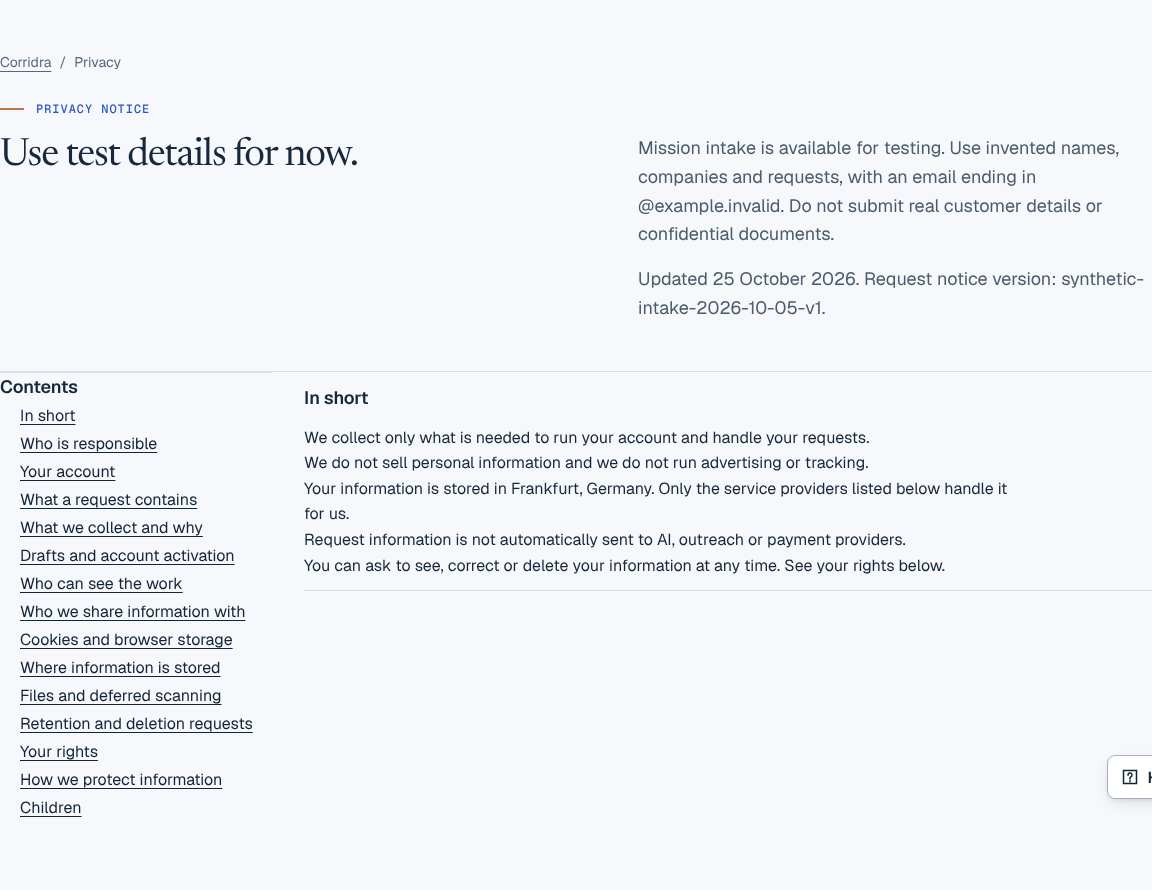 Corridra / Privacy
PRIVACY NOTICE
Use test details for now.
Mission intake is available for testing. Use invented names,
companies and requests, with an email ending in
@example.invalid. Do not submit real customer details or
confidential documents.
Updated 25 October 2026. Request notice version: synthetic-
intake-2026-10-05-v1.
Contents
In short
Who is responsible
Your account
What a request contains
What we collect and why
Drafts and account activation
Who can see the work
Who we share information with
Cookies and browser storage
Where information is stored
Files and deferred scanning
Retention and deletion requests
Your rights
How we protect information
Children
In short
We collect only what is needed to run your account and handle your requests.
We do not sell personal information and we do not run advertising or tracking.
Your information is stored in Frankfurt, Germany. Only the service providers listed below handle it
for us.
Request information is not automatically sent to AI, outreach or payment providers.
You can ask to see, correct or delete your information at any time. See your rights below.